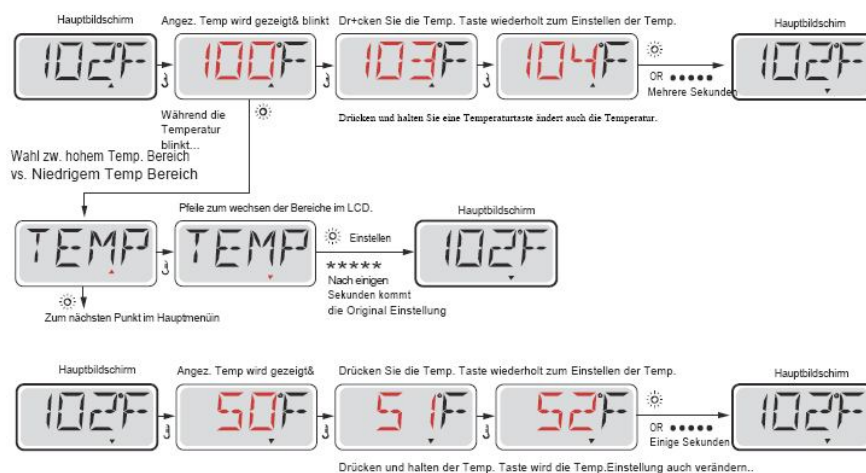 Hauptbildschirm
Angez. Temp wird gezeigt& blinkt
Dr+cken Sie die Temp. Taste wiederholt zum Einstellen der Temp.
Hauptbildschim
102°F
100°F
103°F
104°F
OR •••••
Mehrere Sekunden
102°F
Während die
Temperatur
blinkt...
Drücken und halten Sie eine Temperaturtaste ändert auch die Temperatur.
Wahl zw. hohem Temp. Bereich
vs. Niedrigem Temp Bereich
Pfeile zum wechsen der Bereiche im LCD.
Hauptbildschirm
TEMP
TEMP
Einstellen
*****
Nach einigen
Sekunden kommt
die Original Einstellung
102°F
Zum nächsten Punkt im Hauptmenüin
Hauptbildschirm
Angez. Temp wird gezeigt&
Drücken Sie die Temp. Taste wiederholt zum Einstellen der Temp.
Hauptbildschirm
102°F
50°F
51°F
52°F
OR •••••
Einige Sekunden
102°F
Drücken und halten der Temp. Taste wird die Temp.Einstellung auch verändern..